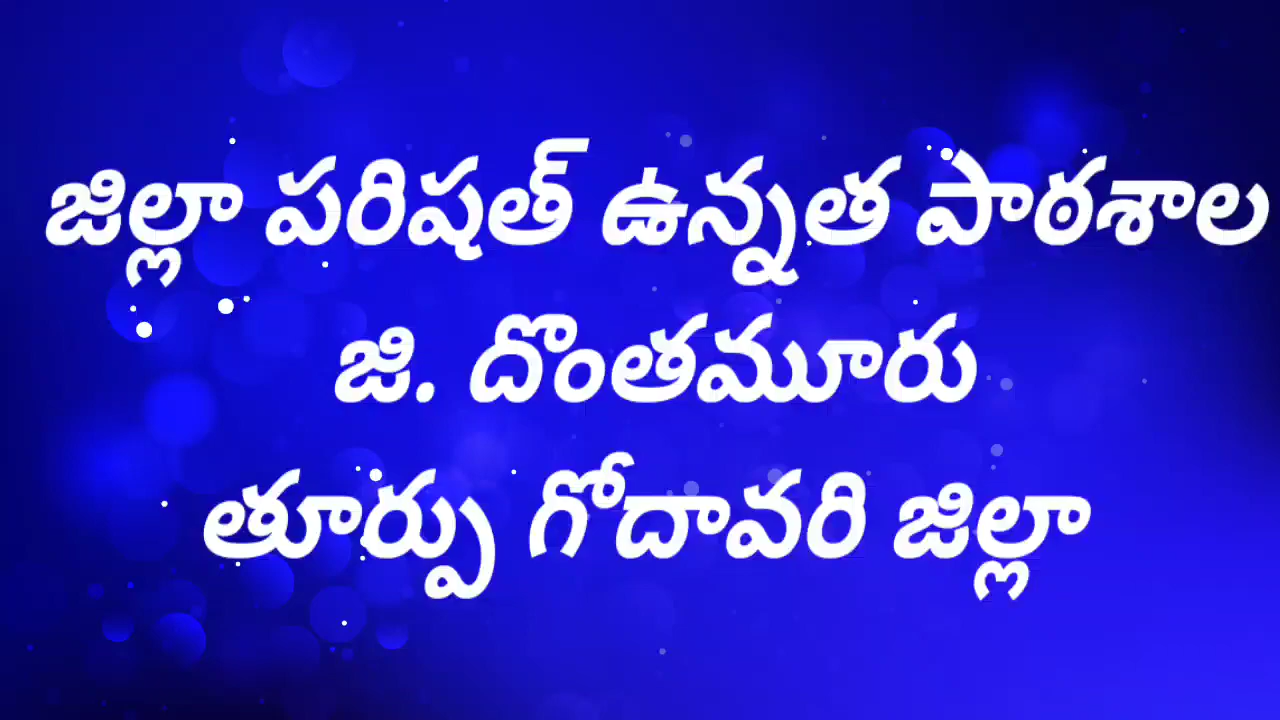 జిల్లా పరిషత్ ఉన్నత పాఠశాల
జి. దొంతమూరు
తూర్పు గోదావరి జిల్లా